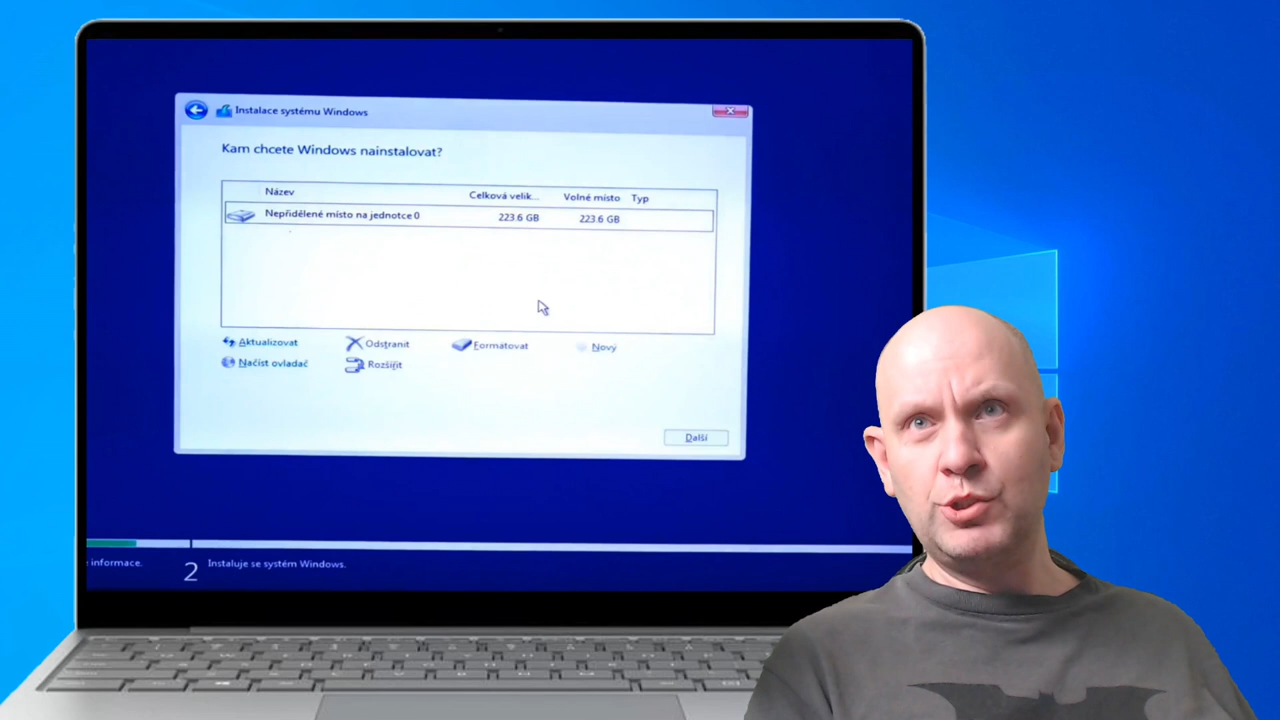 Instalace systému Windows
Kam chcete Windows nainstalovat?
Název Celková velik... Volné místo Typ
Nepřidělené místo na jednotce 0 223.6 GB 223.6 GB
Aktualizovat Odstranit Formátovat Nový
Načíst ovladač Rozšířit
Další
informace. 2 Instaluje se systém Windows.